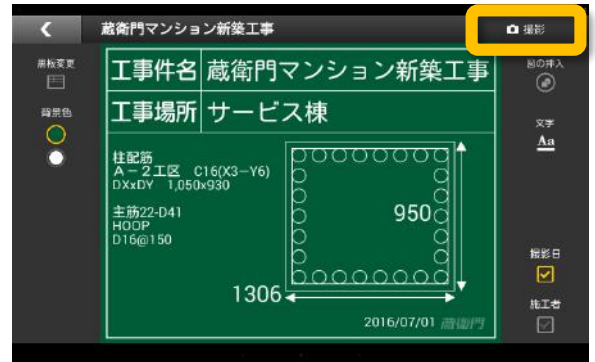 蔵衛門マンション新築工事
撮影
黒板変更
背景色
工事件名 蔵衛門マンション新築工事
工事場所 サービス棟
柱配筋
A－2工区 C16(X3－Y6)
DXxDY 1,050x930
主筋22-D41
HOOP
D16@150
950
1306
2016/07/01 蔵衛門
図の挿入
文字
Aa
撮影日
施工者